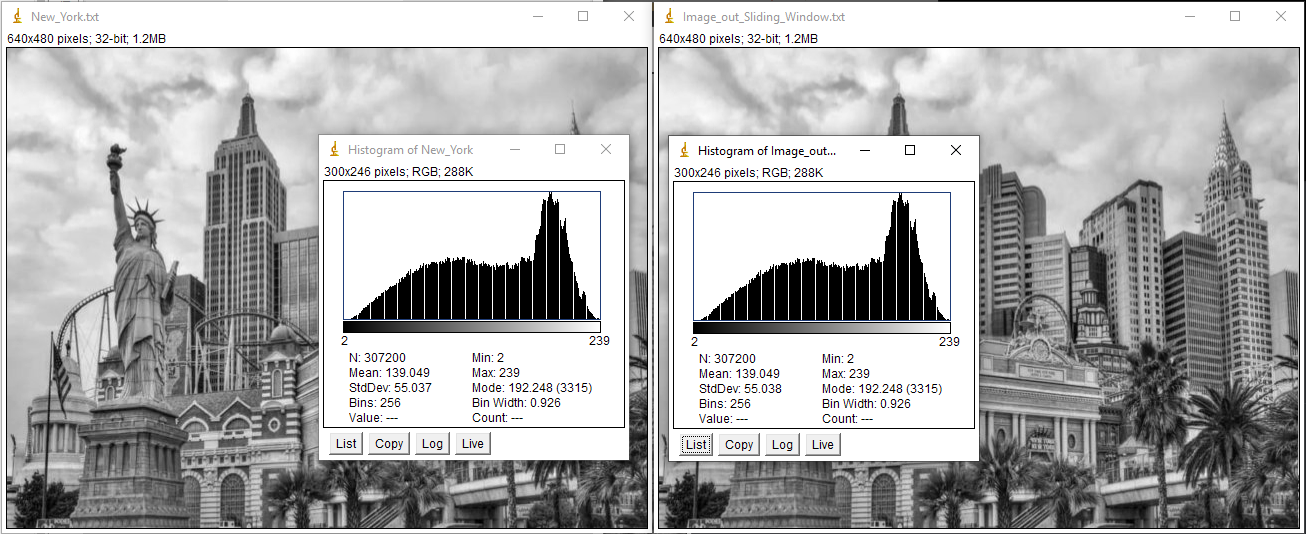 New_York.txt
640x480 pixels; 32-bit; 1.2MB
Histogram of New_York
300x246 pixels; RGB; 288K
2 239
N: 307200 Min: 2
Mean: 139.049 Max: 239
StdDev: 55.037 Mode: 192.248 (3315)
Bins: 256 Bin Width: 0.926
Value: --- Count: ---
List Copy Log Live
Image_out_Sliding_Window.txt
640x480 pixels; 32-bit; 1.2MB
Histogram of Image_out...
300x246 pixels; RGB; 288K
2 239
N: 307200 Min: 2
Mean: 139.049 Max: 239
StdDev: 55.038 Mode: 192.248 (3315)
Bins: 256 Bin Width: 0.926
Value: --- Count: ---
List Copy Log Live